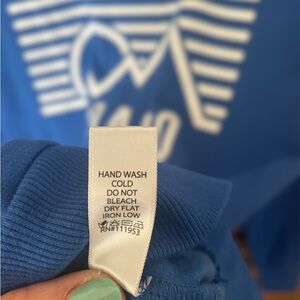 HAND WASH
COLD
DO NOT
BLEACH
DRY FLAT
IRON LOW
RN#111953